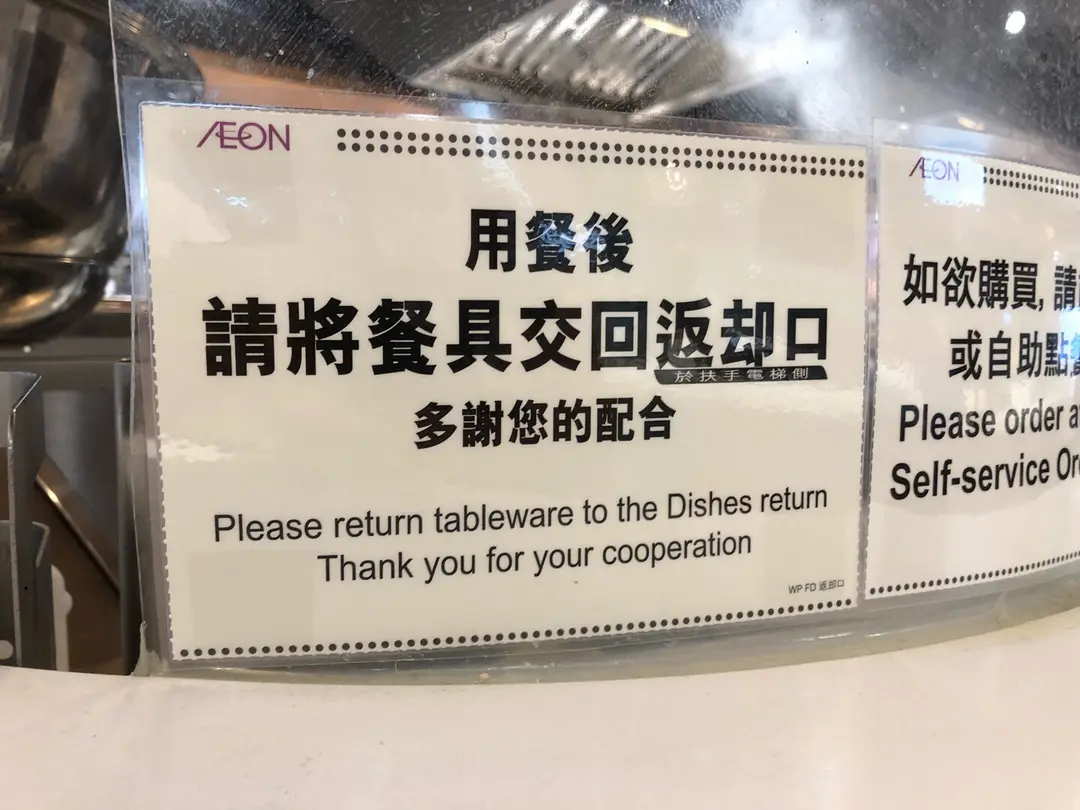 ÆON
用餐後
請將餐具交回返却口
於扶手電梯側
多謝您的配合
Please return tableware to the Dishes return
Thank you for your cooperation
WP FD 返却口
ÆON
如欲購買, 請
或自助點
Please order a
Self-service Or